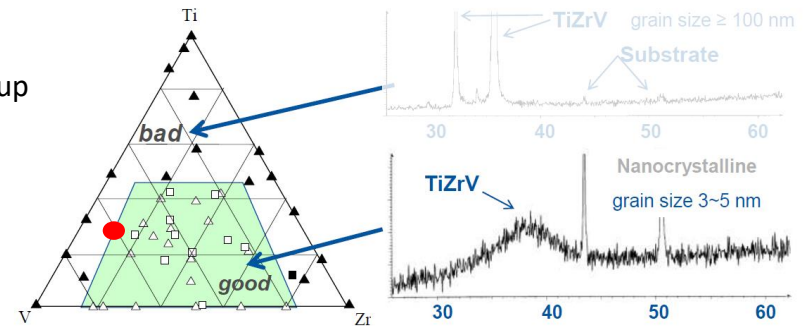 up
Ti
V
Zr
bad
good
TiZrV
grain size ≥ 100 nm
Substrate
30 40 50 60
TiZrV
Nanocrystalline
grain size 3~5 nm
30 40 50 60